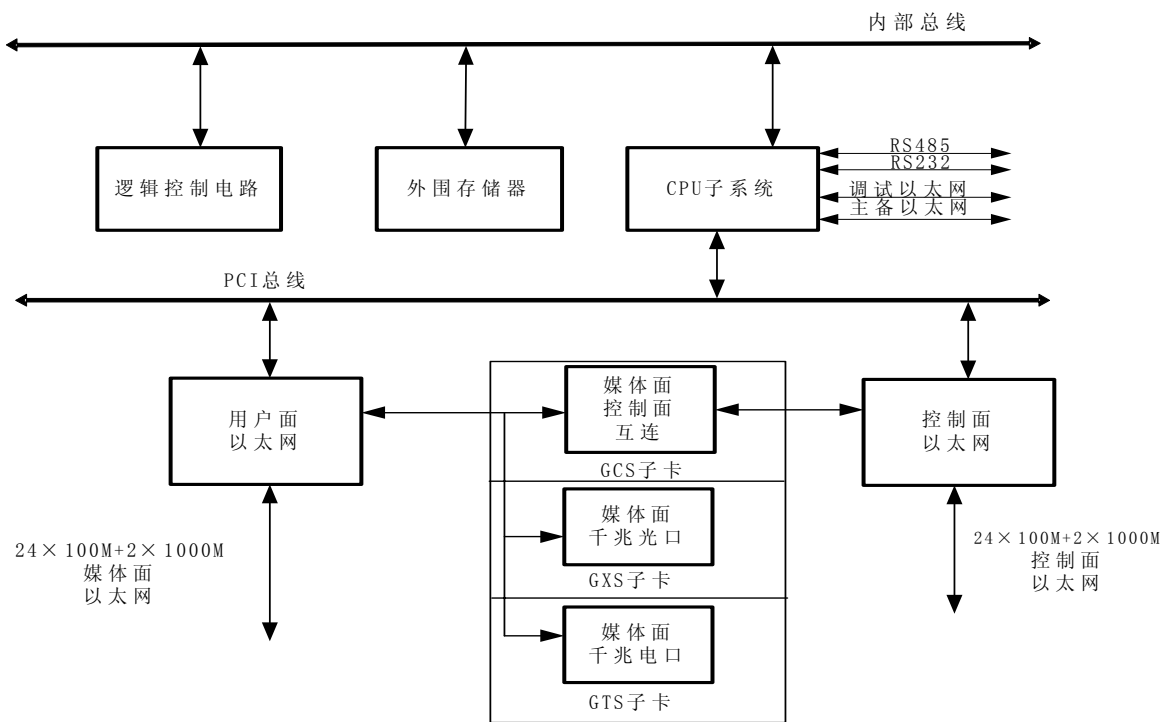 内部总线
逻辑控制电路
外围存储器
CPU子系统
RS485
RS232
调试以太网
主备以太网
PCI总线
用户面
以太网
媒体面
控制面
互连
GCS子卡
控制面
以太网
媒体面
千兆光口
GXS子卡
媒体面
千兆电口
GTS子卡
24×100M+2×1000M
媒体面
以太网
24×100M+2×1000M
控制面
以太网